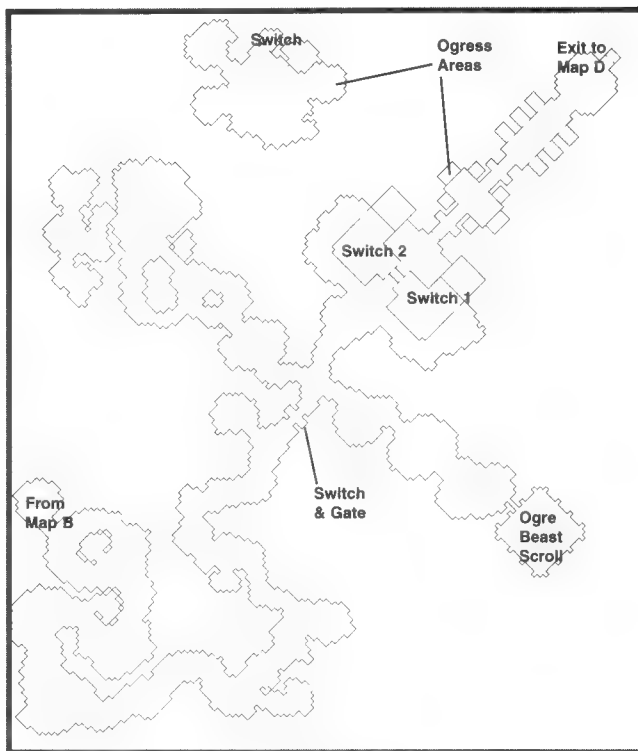 Switch
Ogress
Areas
Exit to
Map D
Switch 2
Switch 1
Switch
& Gate
From
Map B
Ogre
Beast
Scroll